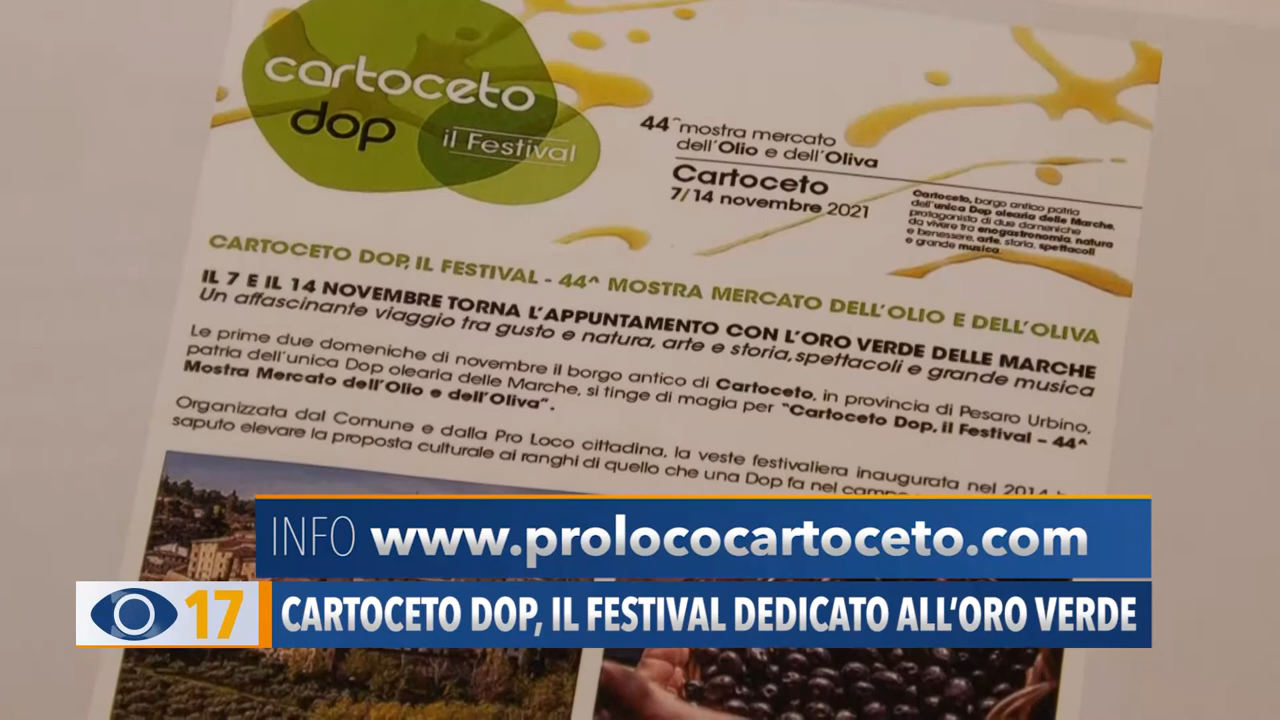 cartoceto
dop
il Festival
44^ mostra mercato
dell'Olio e dell'Oliva
Cartoceto
7/14 novembre 2021
Cartoceto, borgo antico patria
dell'unica Dop olearia delle Marche,
protagonista di due domeniche
da vivere tra enogastronomia, natura
e benessere, arte, storia, spettacoli
e grande musica.
CARTOCETO DOP, IL FESTIVAL - 44^ MOSTRA MERCATO DELL'OLIO E DELL'OLIVA
IL 7 E IL 14 NOVEMBRE TORNA L'APPUNTAMENTO CON L'ORO VERDE DELLE MARCHE
Un affascinante viaggio tra gusto e natura, arte e storia, spettacoli e grande musica
Le prime due domeniche di novembre il borgo antico di Cartoceto, in provincia di Pesaro Urbino,
patria dell'unica Dop olearia delle Marche, si tinge di magia per "Cartoceto Dop, il Festival – 44^
Mostra Mercato dell'Olio e dell'Oliva".
Organizzata dal Comune e dalla Pro Loco cittadina, la veste festivaliera inaugurata nel 2014
saputo elevare la proposta culturale ai ranghi di quello che una Dop fa nel
INFO www.prolococartoceto.com
17
CARTOCETO DOP, IL FESTIVAL DEDICATO ALL'ORO VERDE